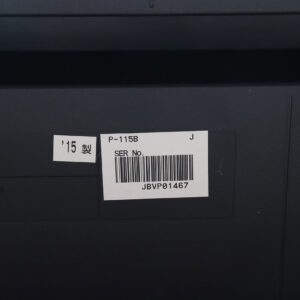 '15 製
P-115B J
SER No.
JBVP01467